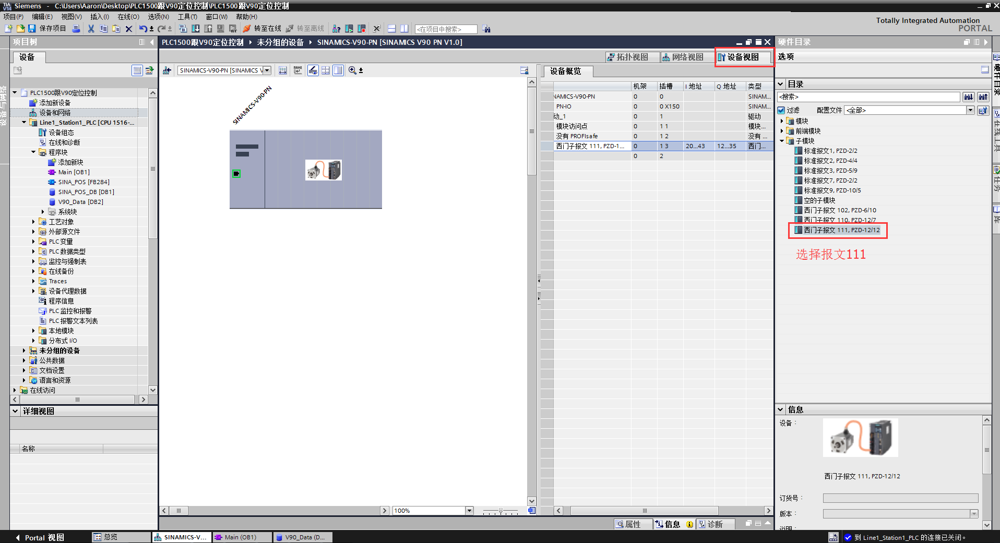 Siemens - C:\Users\Aaron\Desktop\PLC1500跟V90定位控制\PLC1500跟V90定位控制
项目(P) 编辑(E) 视图(V) 插入(I) 在线(O) 选项(N) 工具(T) 窗口(W) 帮助(H)
Totally Integrated Automation
PORTAL
保存项目 转至在线 转至离线 <在项目中搜索>
项目树
设备
设备与网络
PLC1500跟V90定位控制
添加新设备
设备和网络
Line1_Station1_PLC [CPU 1516-...
设备组态
在线和诊断
程序块
添加新块
Main [OB1]
SINA_POS [FB284]
SINA_POS_DB [DB1]
V90_Data [DB2]
系统块
工艺对象
外部源文件
PLC 变量
PLC 数据类型
监控与强制表
在线备份
Traces
设备代理数据
程序信息
PLC 监控和报警
PLC 报警文本列表
本地模块
分布式 I/O
未分组的设备
公共数据
文档设置
语言和资源
在线访问
详细视图
名称
PLC1500跟V90定位控制 未分组的设备 SINAMICS-V90-PN [SINAMICS V90 PN V1.0]
拓扑视图 网络视图 设备视图
SINAMICS-V90-PN [SINAMICS V
SINAMICS-V90-PN
100%
设备概览
机架 插槽 I 地址 Q 地址 类型
NAMICS-V90-PN 0 0 SINAM...
PN-IO 0 0 X150 SINAM...
动_1 0 1 驱动
模块访问点 0 1 1 模块...
没有 PROFIsafe 0 1 2 没有 ...
西门子报文 111, PZD-1... 0 1 3 20...43 12...35 西门...
0 2
属性 信息 诊断
硬件目录
选项
目录
<搜索>
过滤 配置文件 <全部>
模块
前端模块
子模块
标准报文1, PZD-2/2
标准报文2, PZD-4/4
标准报文3, PZD-5/9
标准报文7, PZD-2/2
标准报文9, PZD-10/5
空的子模块
西门子报文 102, PZD-6/10
西门子报文 110, PZD-12/7
西门子报文 111, PZD-12/12
选择报文111
信息
设备：
西门子报文 111, PZD-12/12
订货号：
版本：
说明：
硬件目录
在线工具
任务
库
Portal 视图 总览 SINAMICS-V... Main (OB1) V90_Data (D...
到 Line1_Station1_PLC 的连接已关闭。